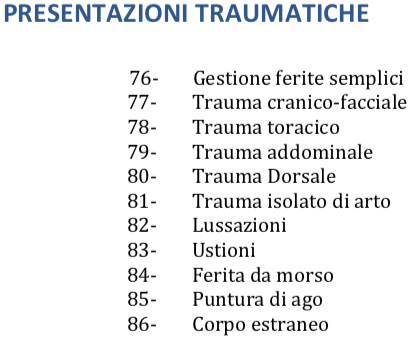 PRESENTAZIONI TRAUMATICHE
76- Gestione ferite semplici
77- Trauma cranico-facciale
78- Trauma toracico
79- Trauma addominale
80- Trauma Dorsale
81- Trauma isolato di arto
82- Lussazioni
83- Ustioni
84- Ferita da morso
85- Puntura di ago
86- Corpo estraneo